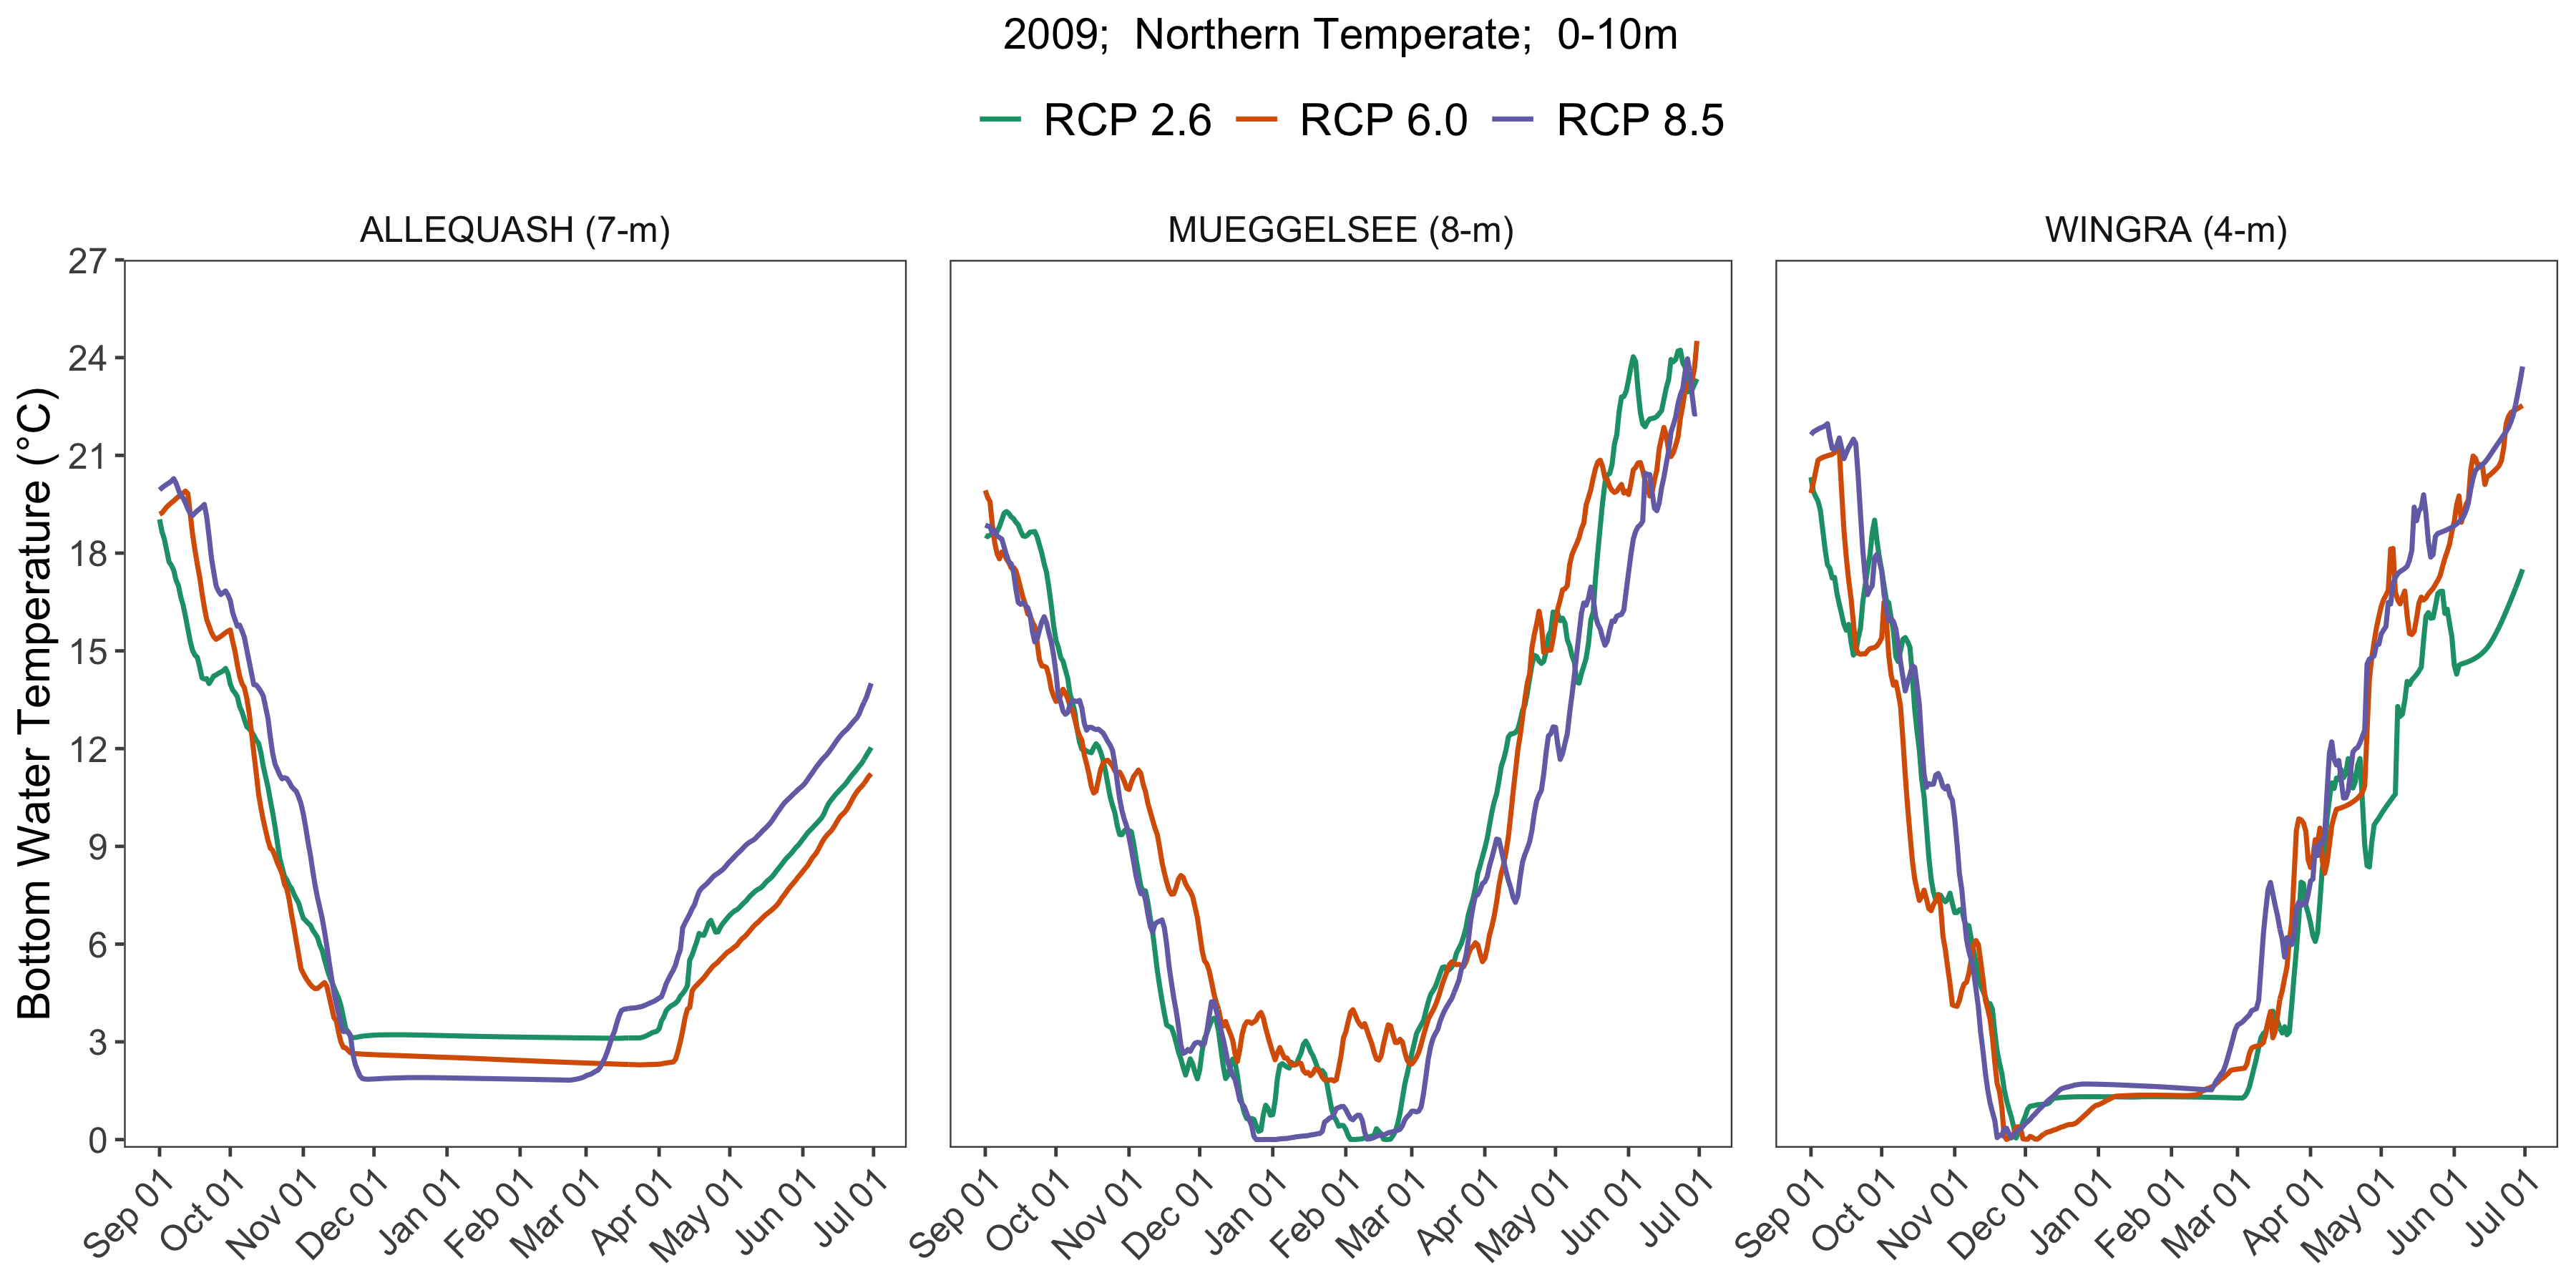 2009;  Northern Temperate;  0-10m
RCP 2.6 RCP 6.0 RCP 8.5
ALLEQUASH (7-m) MUEGGELSEE (8-m) WINGRA (4-m)
Bottom Water Temperature (°C)
27
24
21
18
15
12
9
6
3
0
Sep 01 Oct 01 Nov 01 Dec 01 Jan 01 Feb 01 Mar 01 Apr 01 May 01 Jun 01 Jul 01
Sep 01 Oct 01 Nov 01 Dec 01 Jan 01 Feb 01 Mar 01 Apr 01 May 01 Jun 01 Jul 01
Sep 01 Oct 01 Nov 01 Dec 01 Jan 01 Feb 01 Mar 01 Apr 01 May 01 Jun 01 Jul 01